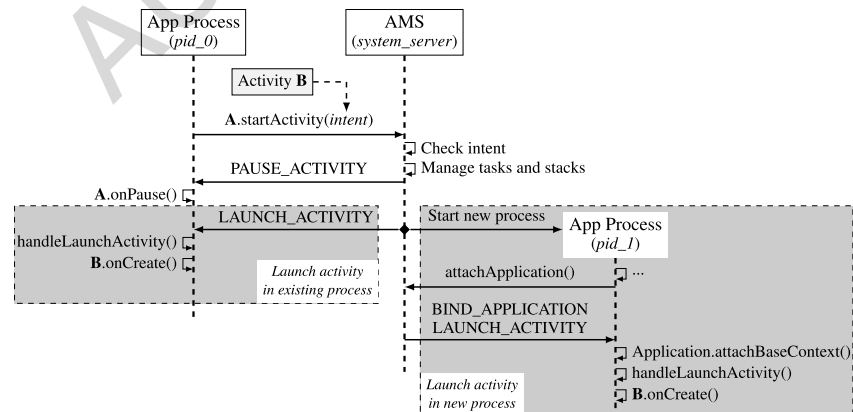 App Process
(pid_0)
AMS
(system_server)
Activity B
A.startActivity(intent)
Check intent
Manage tasks and stacks
PAUSE_ACTIVITY
A.onPause()
LAUNCH_ACTIVITY
Start new process
App Process
(pid_1)
handleLaunchActivity()
B.onCreate()
Launch activity
in existing process
attachApplication()
...
BIND_APPLICATION
LAUNCH_ACTIVITY
Application.attachBaseContext()
handleLaunchActivity()
B.onCreate()
Launch activity
in new process